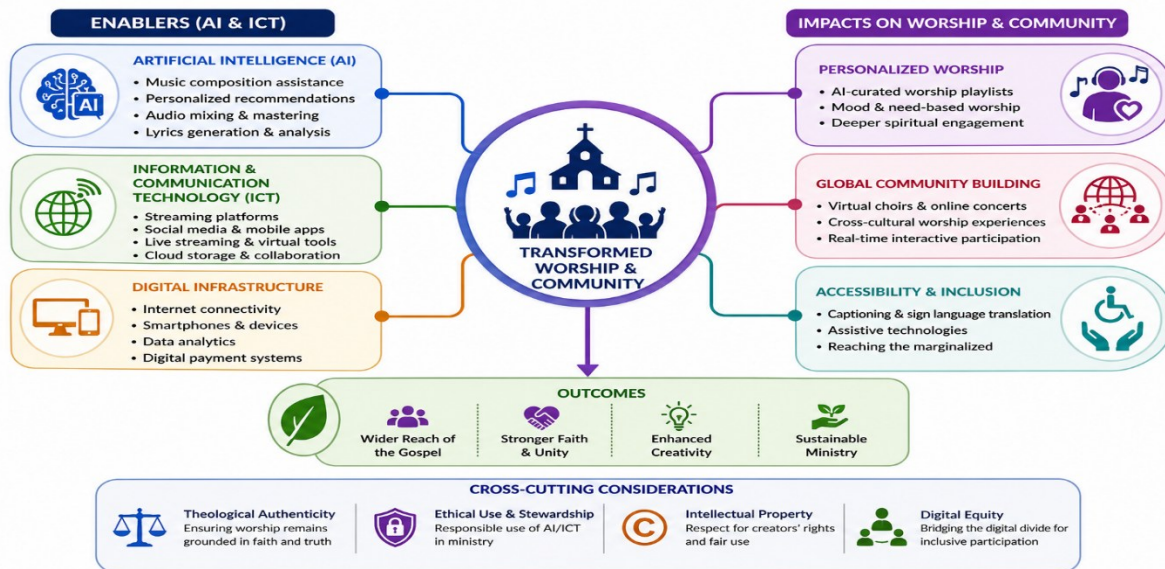 ENABLERS (AI & ICT)
ARTIFICIAL INTELLIGENCE (AI)
AI
• Music composition assistance
• Personalized recommendations
• Audio mixing & mastering
• Lyrics generation & analysis
INFORMATION &
COMMUNICATION
TECHNOLOGY (ICT)
• Streaming platforms
• Social media & mobile apps
• Live streaming & virtual tools
• Cloud storage & collaboration
DIGITAL INFRASTRUCTURE
• Internet connectivity
• Smartphones & devices
• Data analytics
• Digital payment systems
TRANSFORMED
WORSHIP &
COMMUNITY
IMPACTS ON WORSHIP & COMMUNITY
PERSONALIZED WORSHIP
• AI-curated worship playlists
• Mood & need-based worship
• Deeper spiritual engagement
GLOBAL COMMUNITY BUILDING
• Virtual choirs & online concerts
• Cross-cultural worship experiences
• Real-time interactive participation
ACCESSIBILITY & INCLUSION
• Captioning & sign language translation
• Assistive technologies
• Reaching the marginalized
OUTCOMES
Wider Reach of
the Gospel
Stronger Faith
& Unity
Enhanced
Creativity
Sustainable
Ministry
CROSS-CUTTING CONSIDERATIONS
Theological Authenticity
Ensuring worship remains
grounded in faith and truth
Ethical Use & Stewardship
Responsible use of AI/ICT
in ministry
C
Intellectual Property
Respect for creators' rights
and fair use
Digital Equity
Bridging the digital divide for
inclusive participation